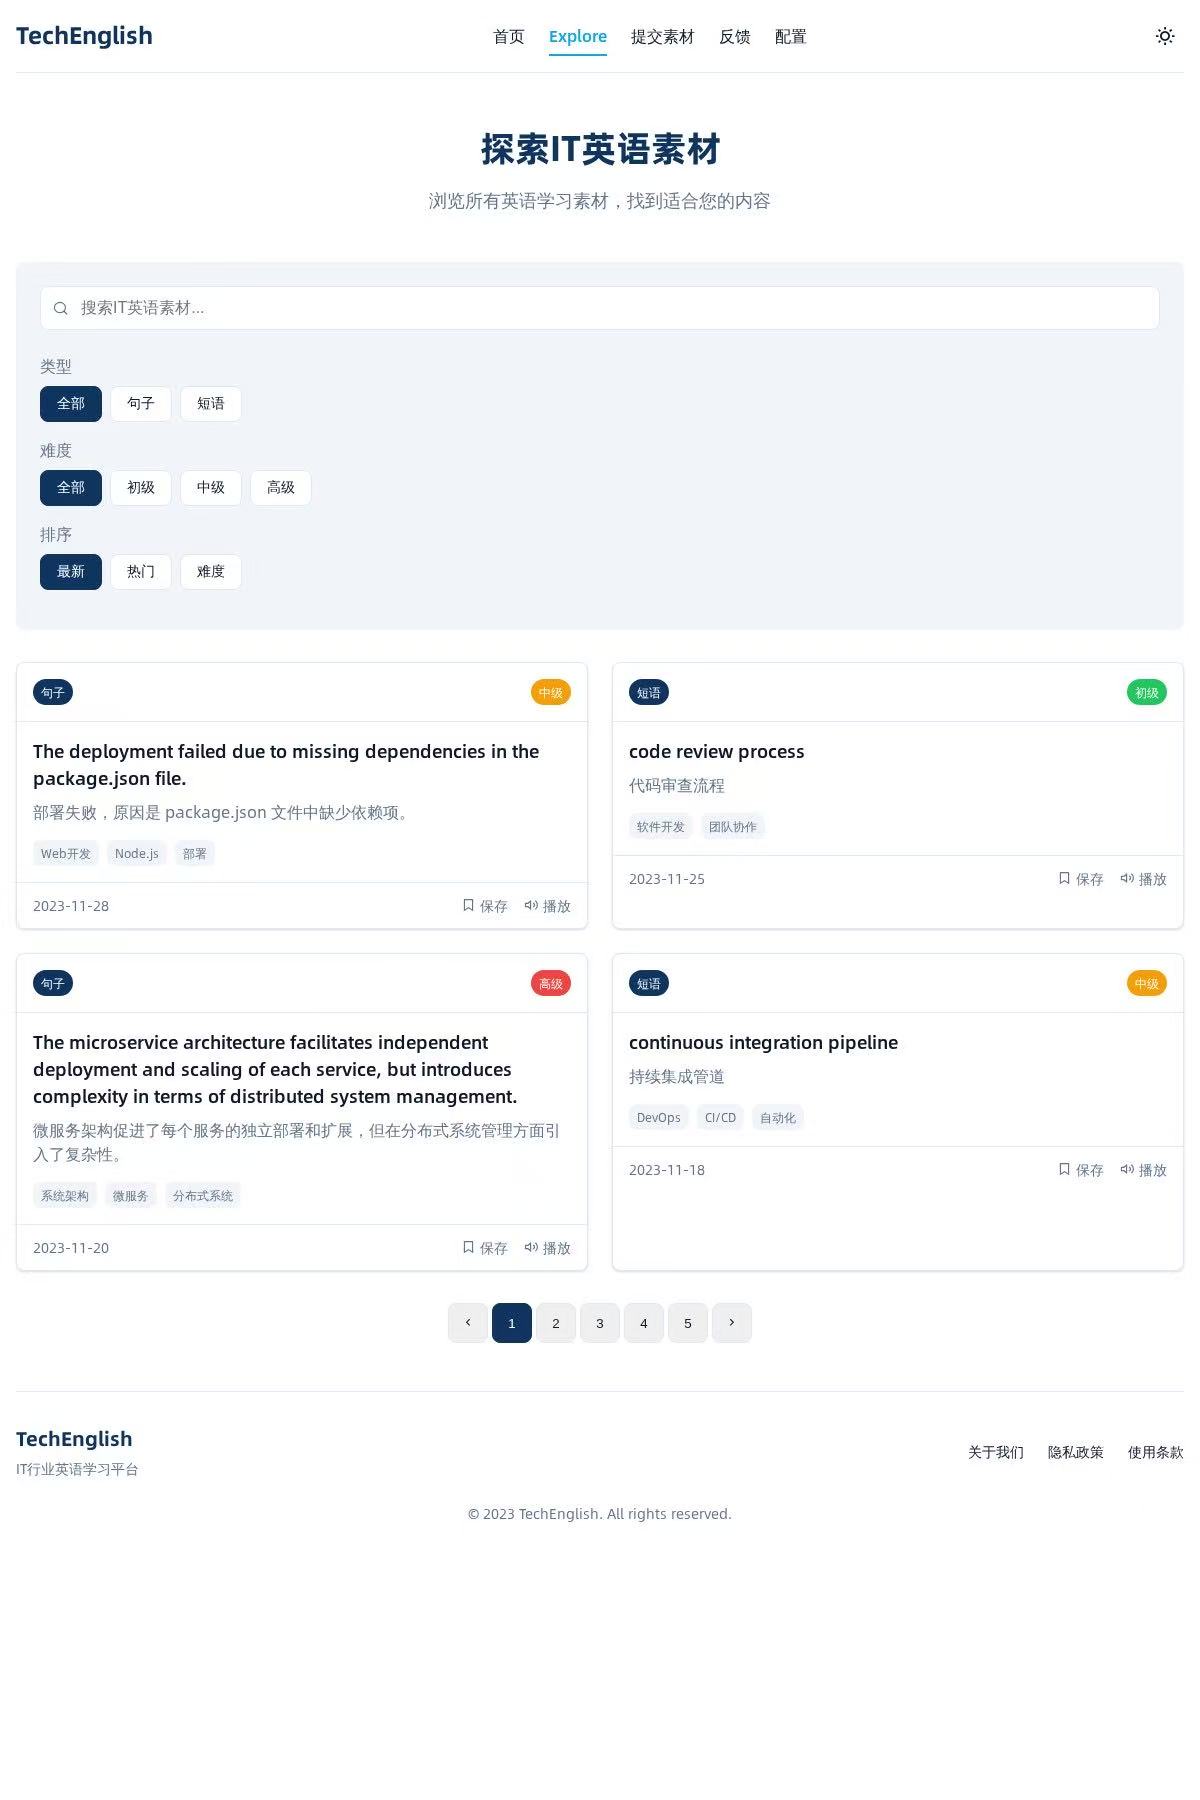 TechEnglish
首页 Explore 提交素材 反馈 配置
探索IT英语素材
浏览所有英语学习素材，找到适合您的内容
搜索IT英语素材...
类型
全部 句子 短语
难度
全部 初级 中级 高级
排序
最新 热门 难度
句子 中级
The deployment failed due to missing dependencies in the
package.json file.
部署失败，原因是 package.json 文件中缺少依赖项。
Web开发 Node.js 部署
2023-11-28 保存 播放
短语 初级
code review process
代码审查流程
软件开发 团队协作
2023-11-25 保存 播放
句子 高级
The microservice architecture facilitates independent
deployment and scaling of each service, but introduces
complexity in terms of distributed system management.
微服务架构促进了每个服务的独立部署和扩展，但在分布式系统管理方面引
入了复杂性。
系统架构 微服务 分布式系统
2023-11-20 保存 播放
短语 中级
continuous integration pipeline
持续集成管道
DevOps CI/CD 自动化
2023-11-18 保存 播放
‹ 1 2 3 4 5 ›
TechEnglish
IT行业英语学习平台
关于我们 隐私政策 使用条款
© 2023 TechEnglish. All rights reserved.